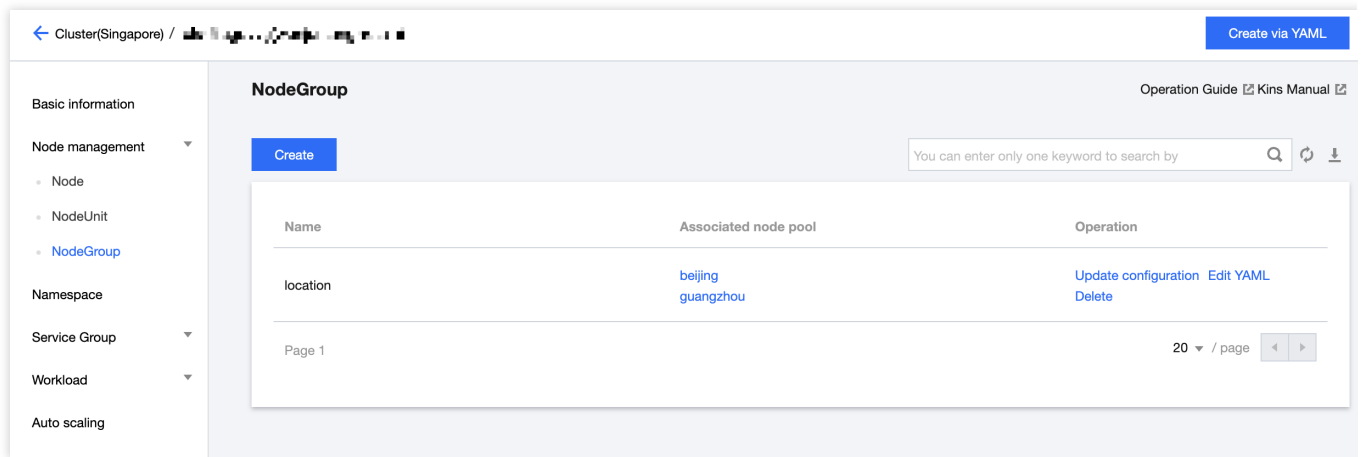 Cluster(Singapore) /
Create via YAML
Basic information
Node management
Node
NodeUnit
NodeGroup
Namespace
Service Group
Workload
Auto scaling
NodeGroup
Operation Guide Kins Manual
Create
You can enter only one keyword to search by
Name Associated node pool Operation
location
beijing
guangzhou
Update configuration Edit YAML
Delete
Page 1
20 / page